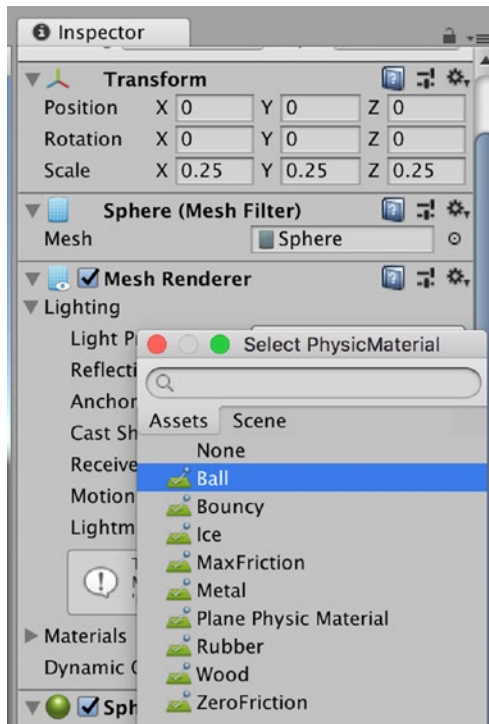 Inspector
Transform
Position X 0 Y 0 Z 0
Rotation X 0 Y 0 Z 0
Scale X 0.25 Y 0.25 Z 0.25
Sphere (Mesh Filter)
Mesh Sphere
Mesh Renderer
Lighting
Light P
Reflecti
Anchor
Cast Sh
Receive
Motion
Lightm
Materials
Dynamic
Sph
Select PhysicMaterial
Assets Scene
None
Ball
Bouncy
Ice
MaxFriction
Metal
Plane Physic Material
Rubber
Wood
ZeroFriction